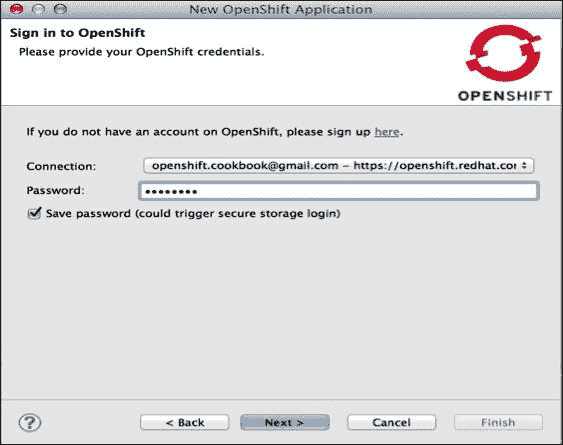 New OpenShift Application
Sign in to OpenShift
Please provide your OpenShift credentials.
OPENSHIFT
If you do not have an account on OpenShift, please sign up here.
Connection: openshift.cookbook@gmail.com – https://openshift.redhat.cor
Password: ••••••••
Save password (could trigger secure storage login)
? < Back Next > Cancel Finish